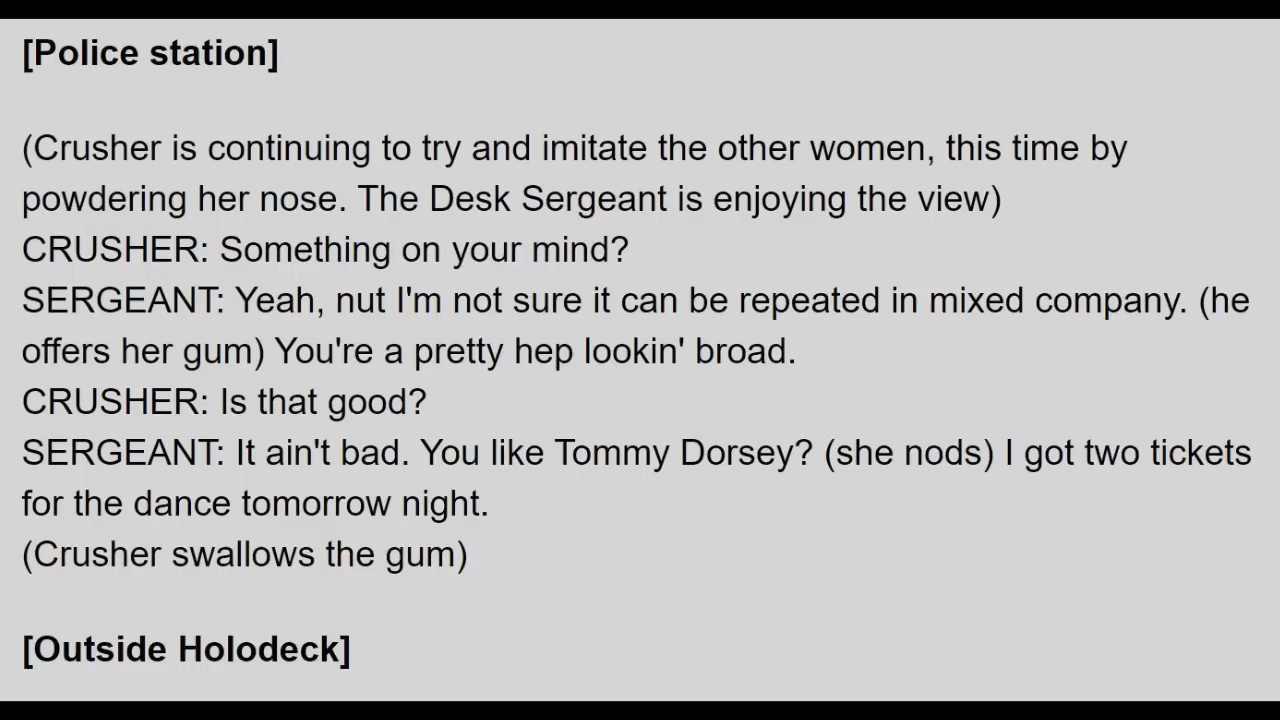 [Police station]
(Crusher is continuing to try and imitate the other women, this time by
powdering her nose. The Desk Sergeant is enjoying the view)
CRUSHER: Something on your mind?
SERGEANT: Yeah, nut I'm not sure it can be repeated in mixed company. (he
offers her gum) You're a pretty hep lookin' broad.
CRUSHER: Is that good?
SERGEANT: It ain't bad. You like Tommy Dorsey? (she nods) I got two tickets
for the dance tomorrow night.
(Crusher swallows the gum)
[Outside Holodeck]